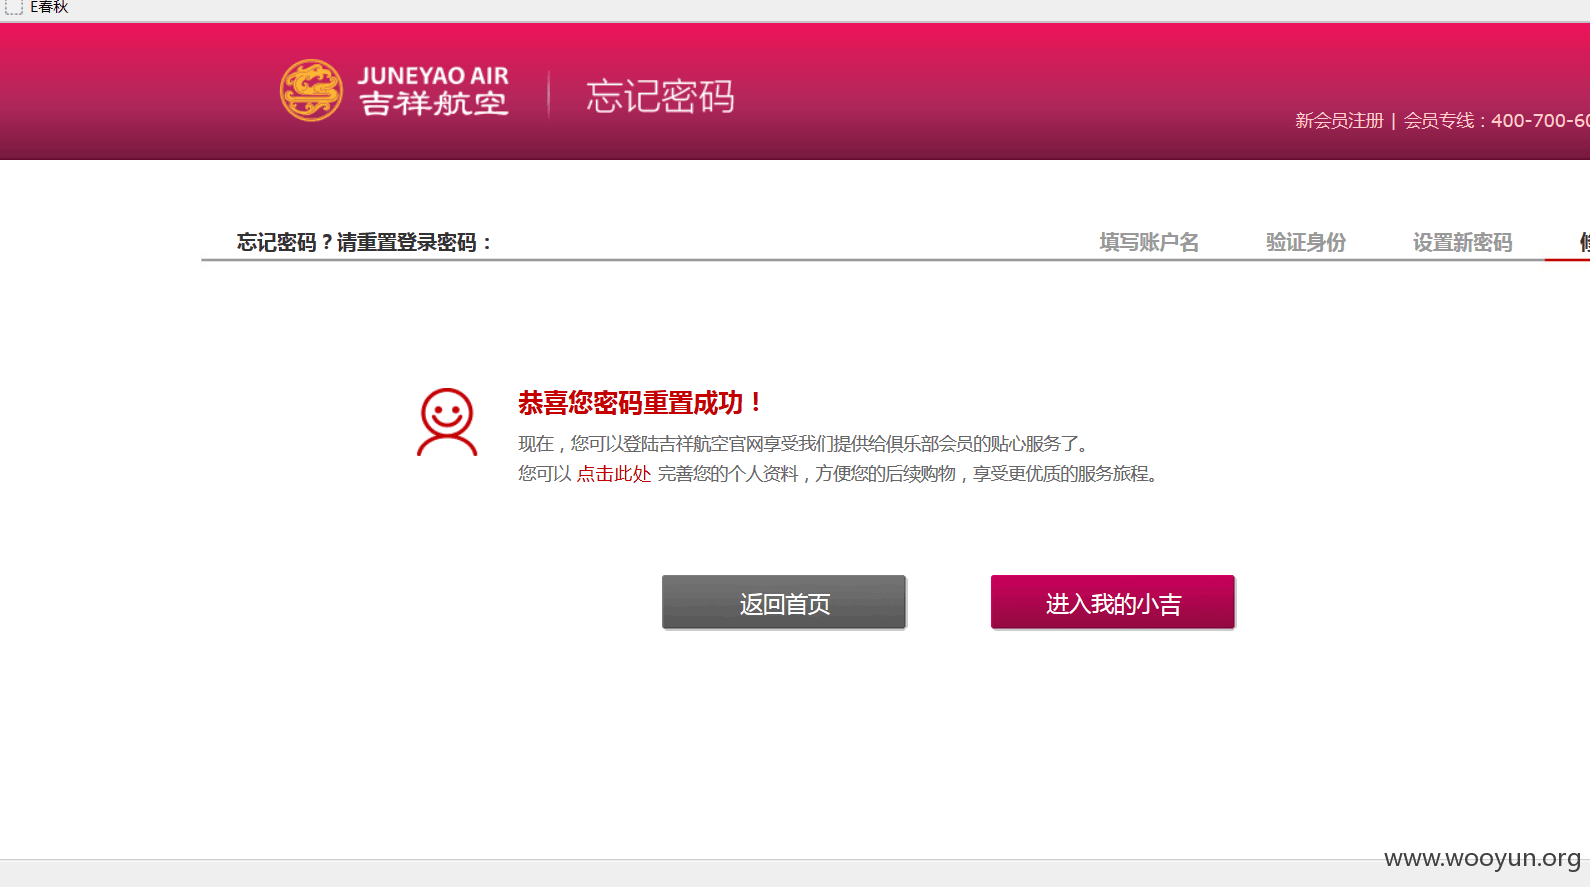 E春秋
JUNEYAO AIR
吉祥航空
忘记密码
新会员注册 | 会员专线：400-700-60
忘记密码？请重置登录密码：
填写账户名 验证身份 设置新密码
恭喜您密码重置成功！
现在，您可以登陆吉祥航空官网享受我们提供给俱乐部会员的贴心服务了。
您可以 点击此处 完善您的个人资料，方便您的后续购物，享受更优质的服务旅程。
返回首页 进入我的小吉
www.wooyun.org